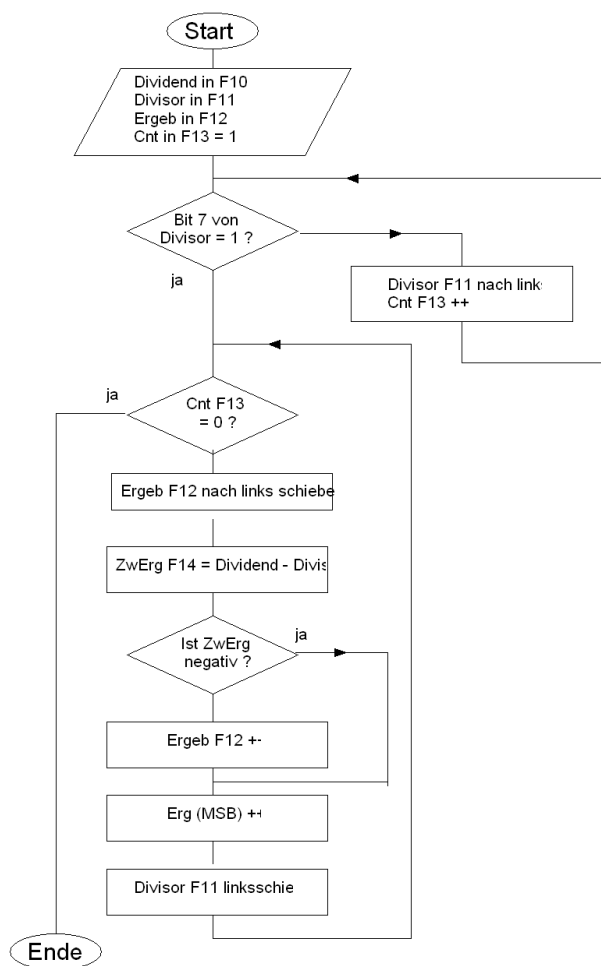 Start
Dividend in F10
Divisor in F11
Ergeb in F12
Cnt in F13 = 1
Bit 7 von
Divisor = 1 ?
ja
Divisor F11 nach links
Cnt F13 ++
ja
Cnt F13
= 0 ?
Ergeb F12 nach links schiebe
ZwErg F14 = Dividend - Divis
Ist ZwErg
negativ ?
ja
Ergeb F12 +-
Erg (MSB) ++
Divisor F11 linksschie
Ende